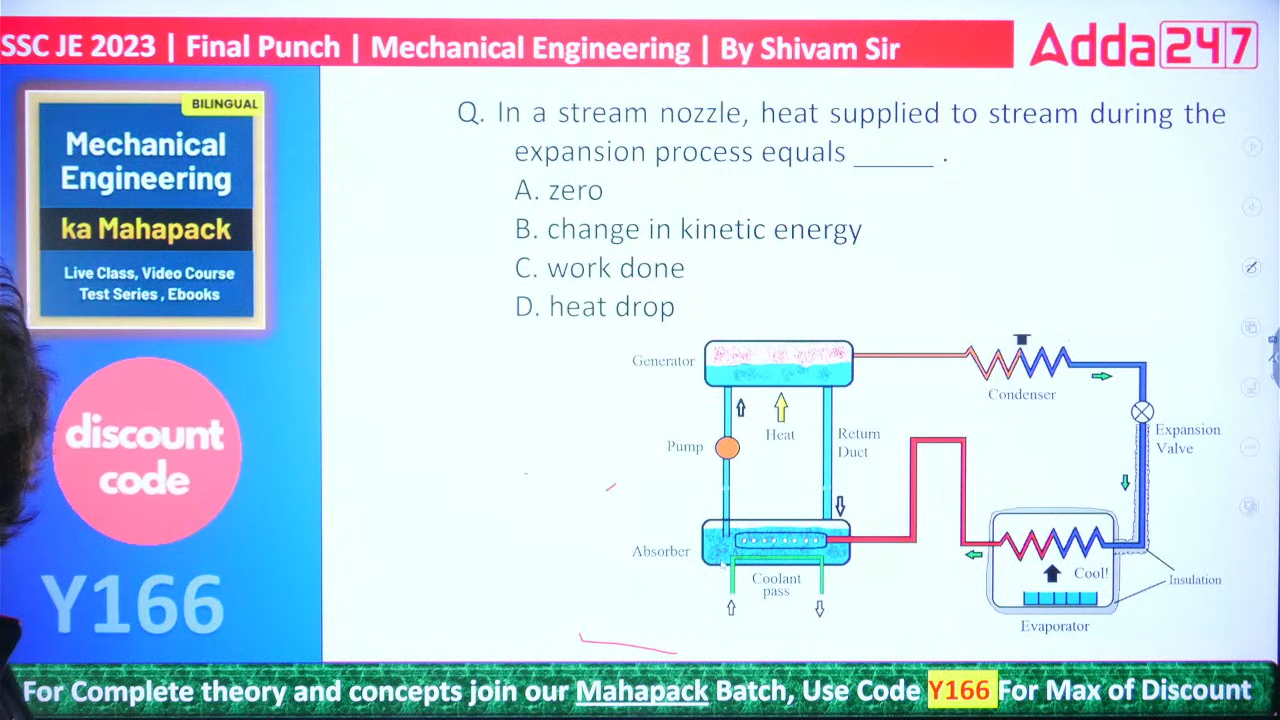 SSC JE 2023 | Final Punch | Mechanical Engineering | By Shivam Sir
Adda247
BILINGUAL
Mechanical
Engineering
ka Mahapack
Live Class, Video Course
Test Series , Ebooks
discount
code
Y166
Q. In a stream nozzle, heat supplied to stream during the
expansion process equals ______ .
A. zero
B. change in kinetic energy
C. work done
D. heat drop
Generator
Condenser
Heat
Pump
Return
Duct
Expansion
Valve
Absorber
Coolant
pass
Cool!
Insulation
Evaporator
For Complete theory and concepts join our Mahapack Batch, Use Code Y166 For Max of Discount